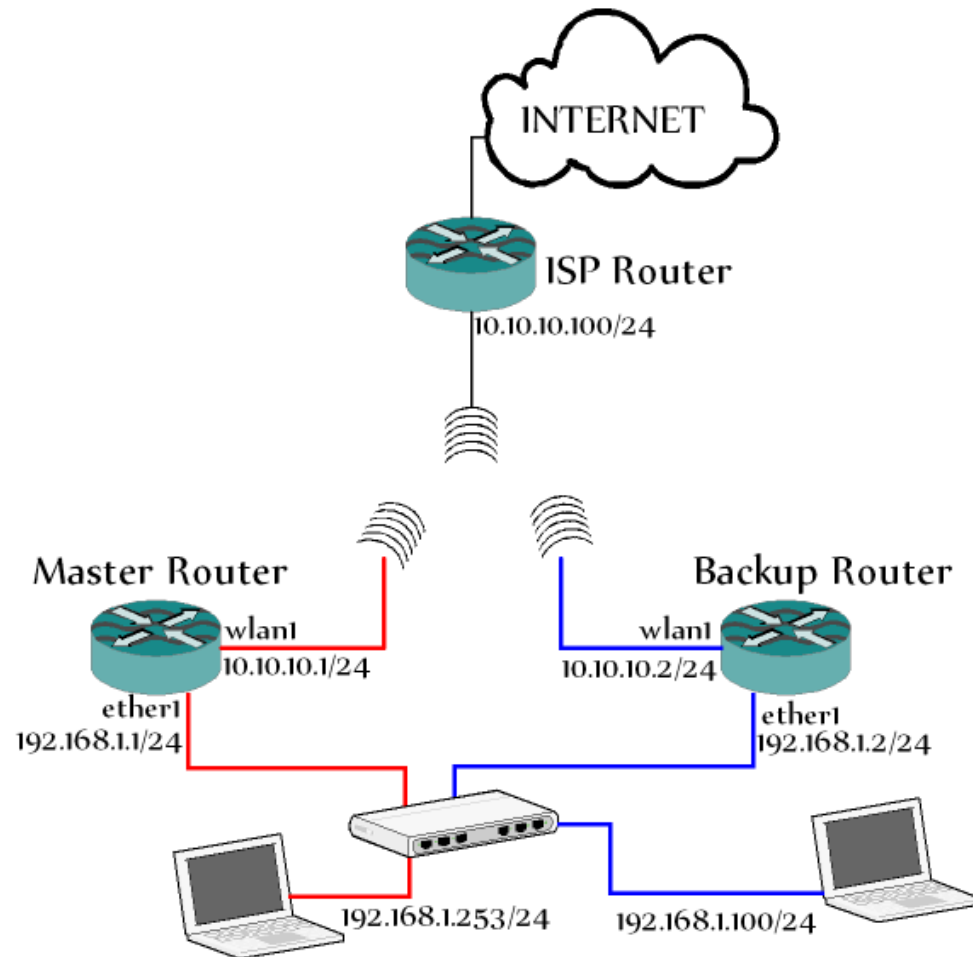 INTERNET
ISP Router
10.10.10.100/24
Master Router
Backup Router
wlan1
10.10.10.1/24
wlan1
10.10.10.2/24
ether1
192.168.1.1/24
ether1
192.168.1.2/24
192.168.1.253/24
192.168.1.100/24